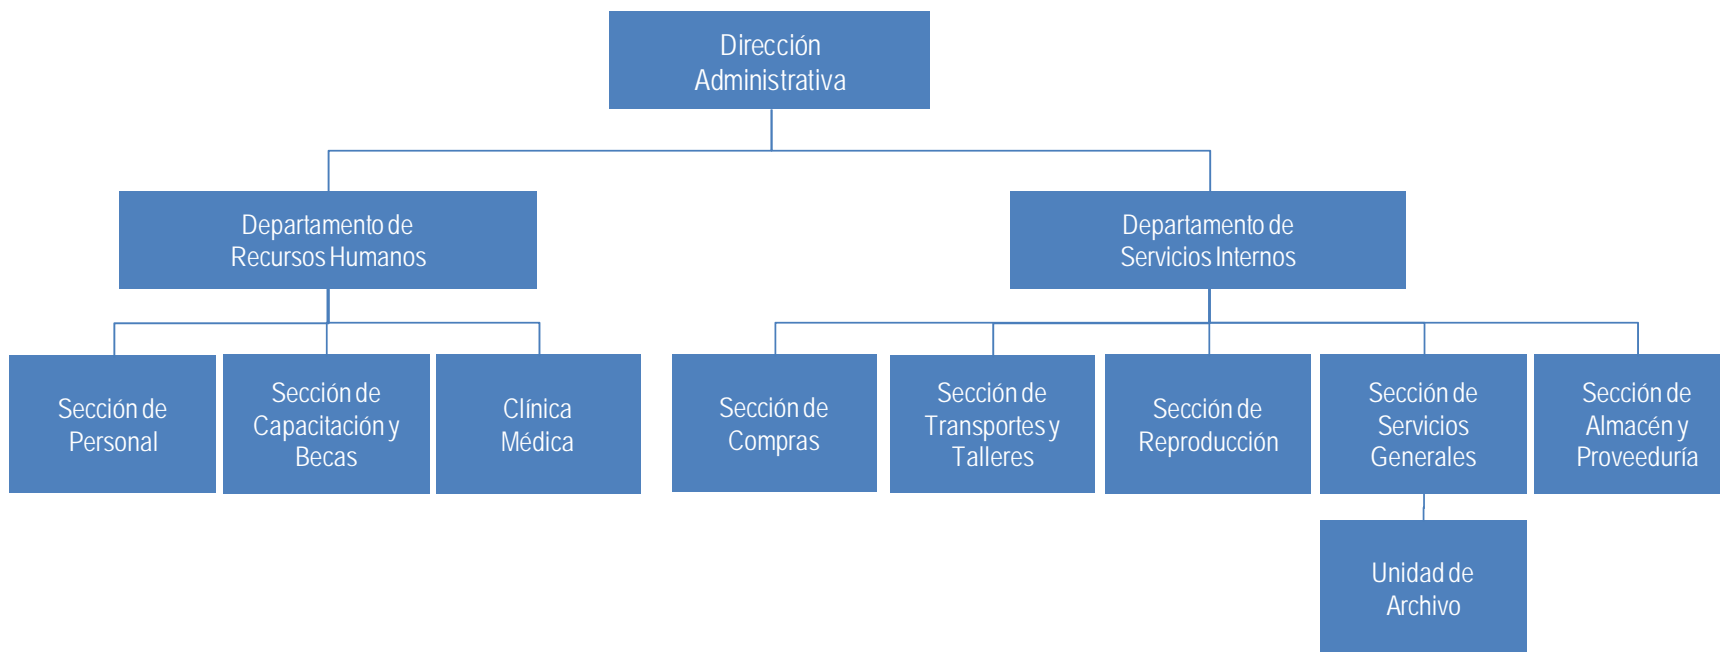 Dirección
Administrativa
Departamento de
Recursos Humanos
Departamento de
Servicios Internos
Sección de
Personal
Sección de
Capacitación y
Becas
Clínica
Médica
Sección de
Compras
Sección de
Transportes y
Talleres
Sección de
Reproducción
Sección de
Servicios
Generales
Sección de
Almacén y
Proveeduría
Unidad de
Archivo